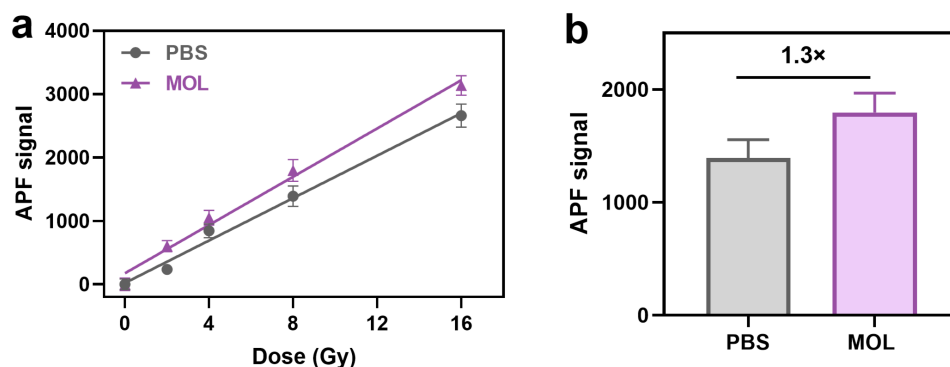 a
4000
3000
2000
1000
0
APF signal
PBS
MOL
0 4 8 12 16
Dose (Gy)
b
1.3×
2000
1000
0
APF signal
PBS MOL